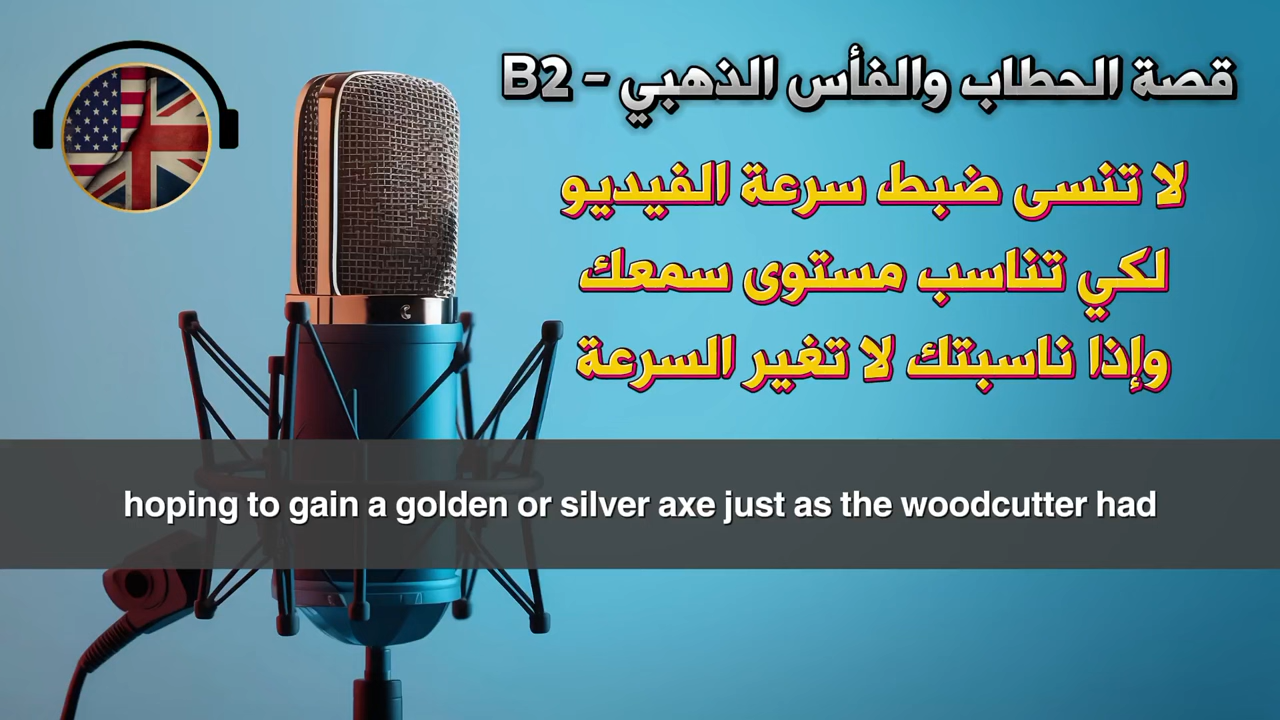 قصة الحطاب والفأس الذهبي - B2
لا تنسى ضبط سرعة الفيديو
لكي تناسب مستوى سمعك
وإذا ناسبتك لا تغير السرعة
hoping to gain a golden or silver axe just as the woodcutter had